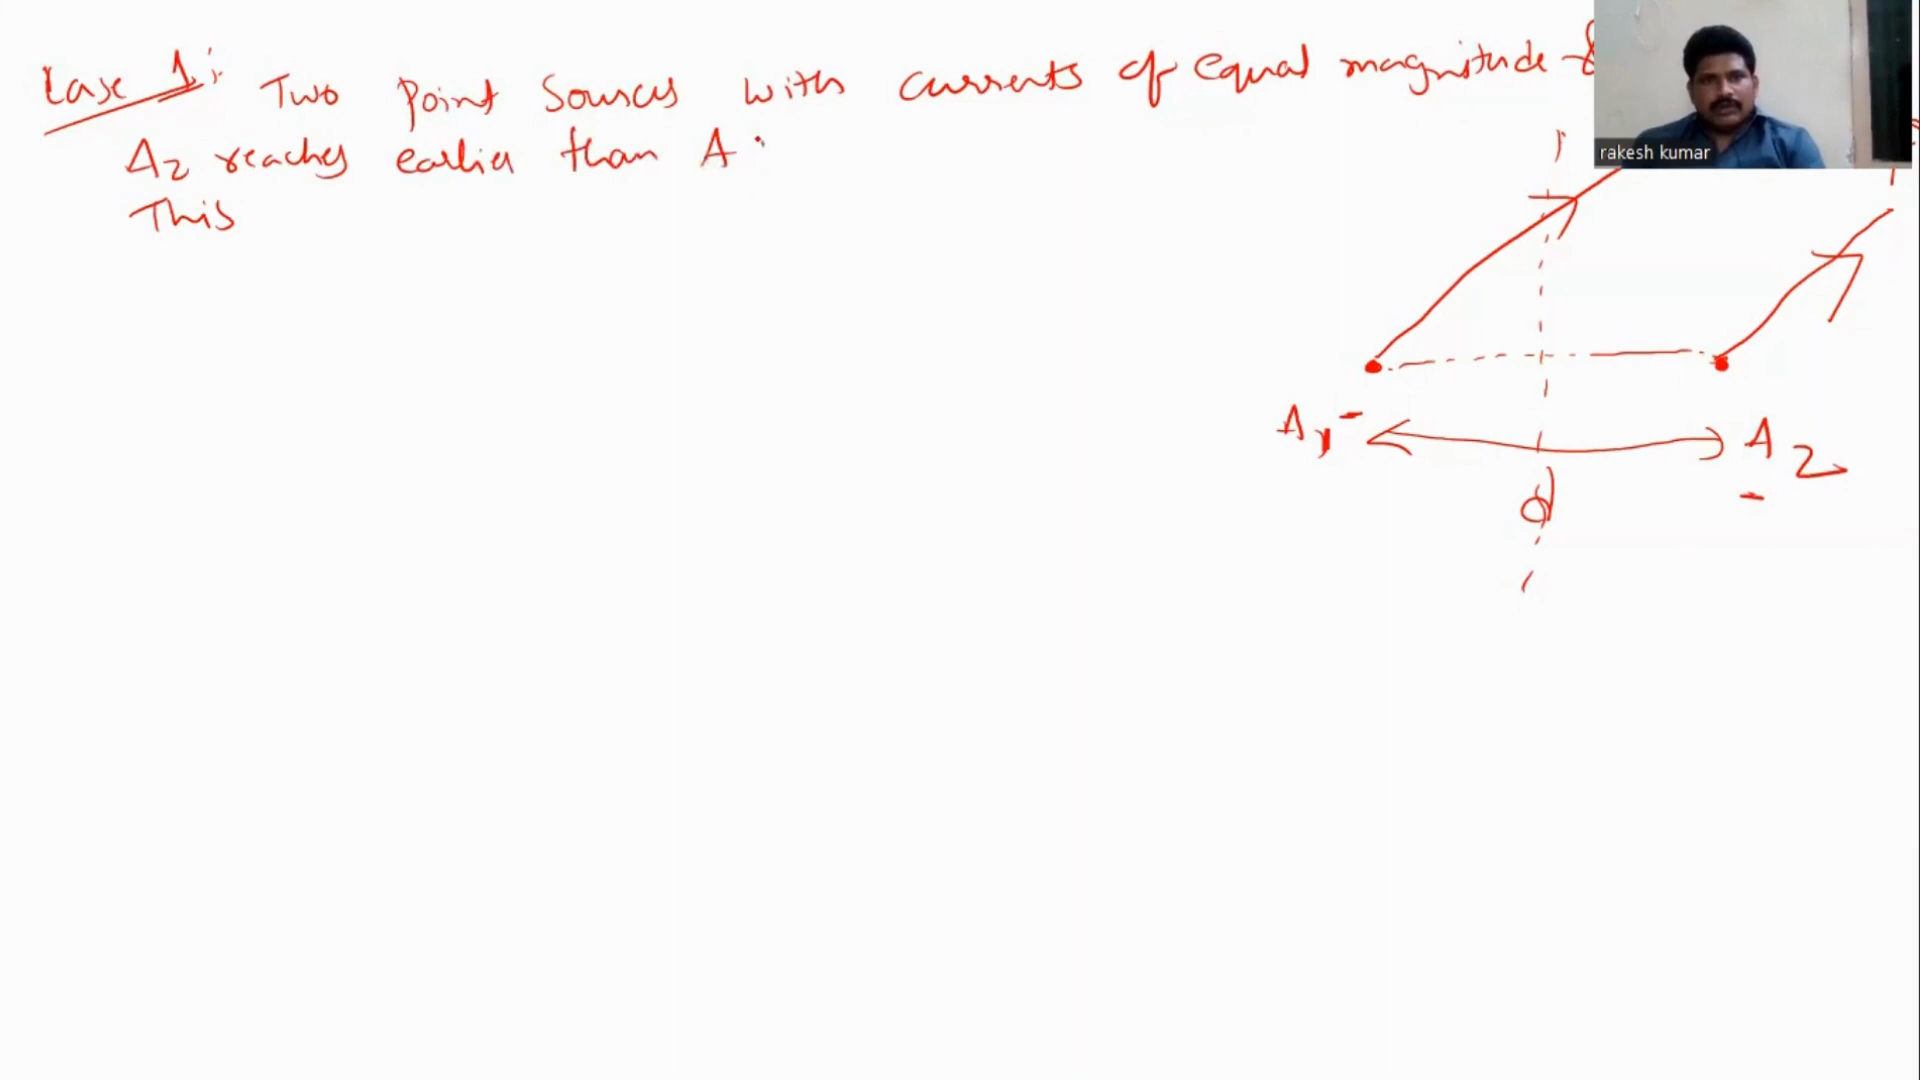 Case 1: Two Point Sources with currents of equal magnitude &
A2 reaches earlier than A
This
rakesh kumar
A1
A2
d